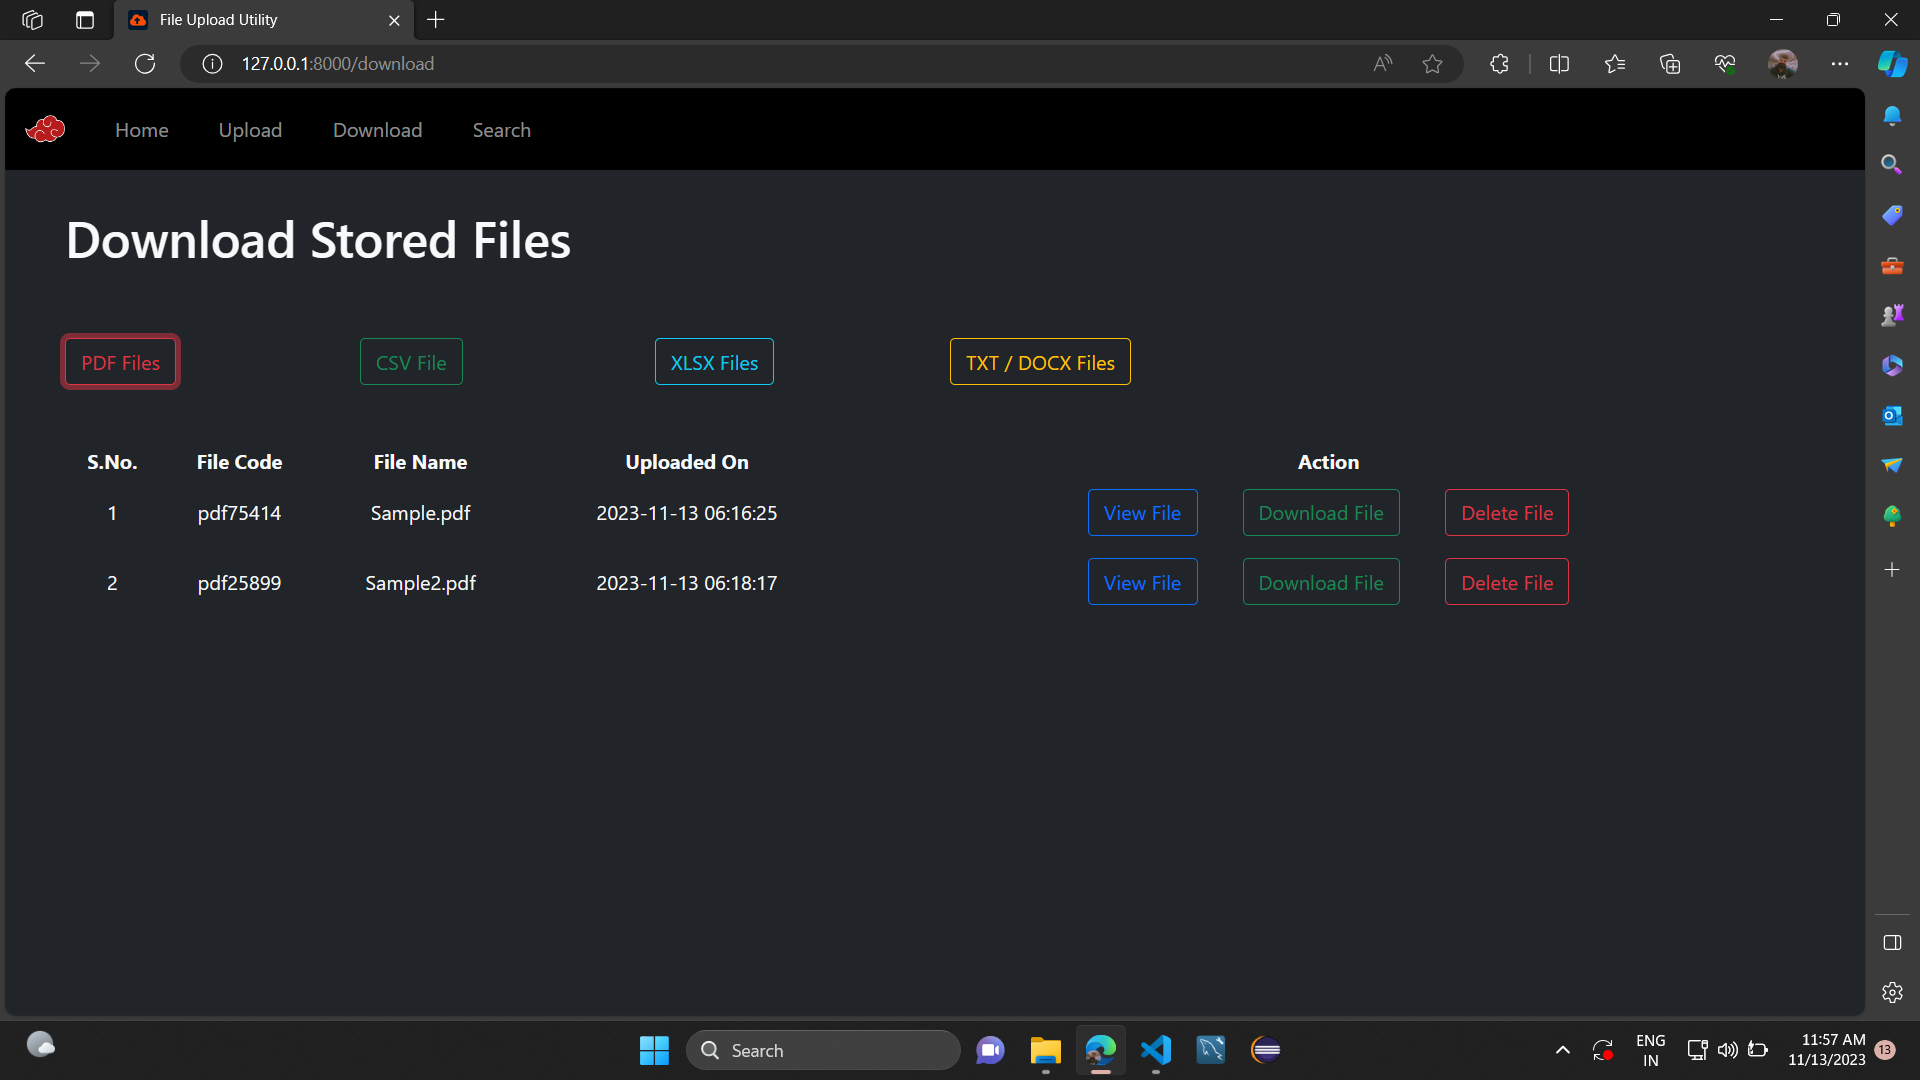 File Upload Utility
127.0.0.1:8000/download
Home Upload Download Search
Download Stored Files
PDF Files CSV File XLSX Files TXT / DOCX Files
S.No. File Code File Name Uploaded On Action
1 pdf75414 Sample.pdf 2023-11-13 06:16:25 View File Download File Delete File
2 pdf25899 Sample2.pdf 2023-11-13 06:18:17 View File Download File Delete File
Search
ENG
IN
11:57 AM
11/13/2023
13